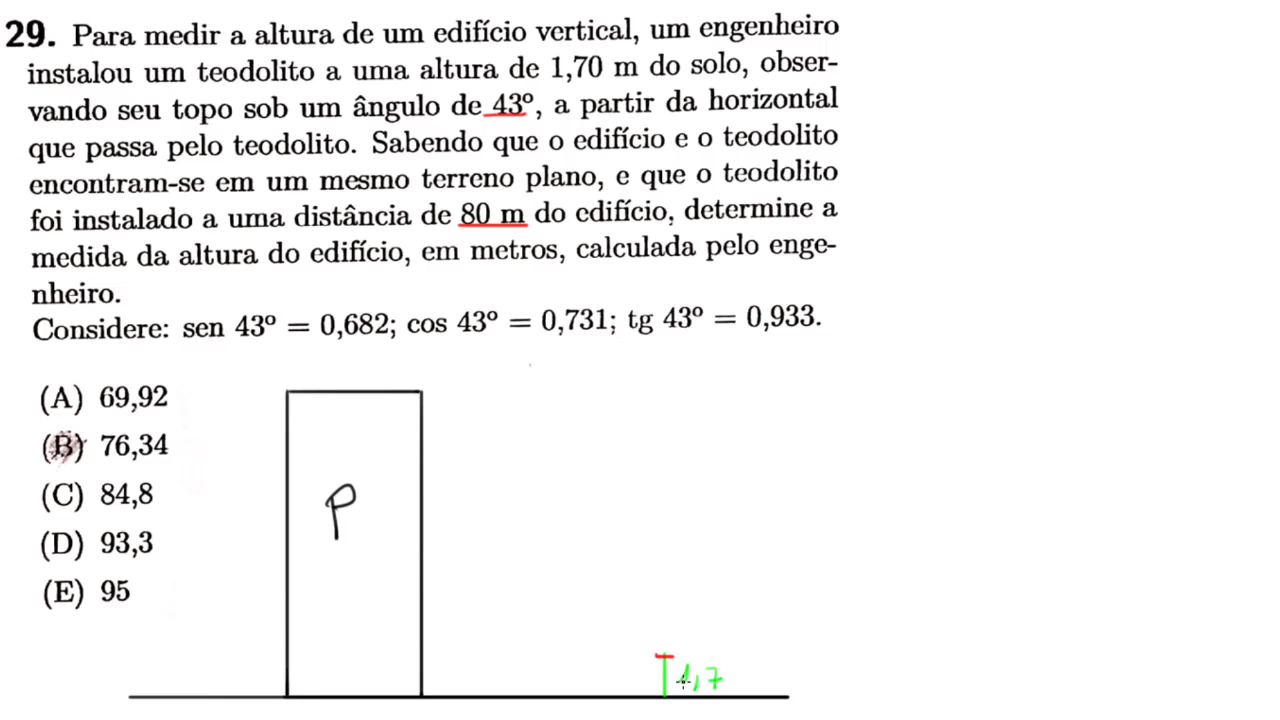 29. Para medir a altura de um edifício vertical, um engenheiro
instalou um teodolito a uma altura de 1,70 m do solo, obser-
vando seu topo sob um ângulo de 43º, a partir da horizontal
que passa pelo teodolito. Sabendo que o edifício e o teodolito
encontram-se em um mesmo terreno plano, e que o teodolito
foi instalado a uma distância de 80 m do edifício, determine a
medida da altura do edifício, em metros, calculada pelo enge-
nheiro.
Considere: sen 43º = 0,682; cos 43º = 0,731; tg 43º = 0,933.
(A) 69,92
(B) 76,34
(C) 84,8
(D) 93,3
(E) 95
P
1,7